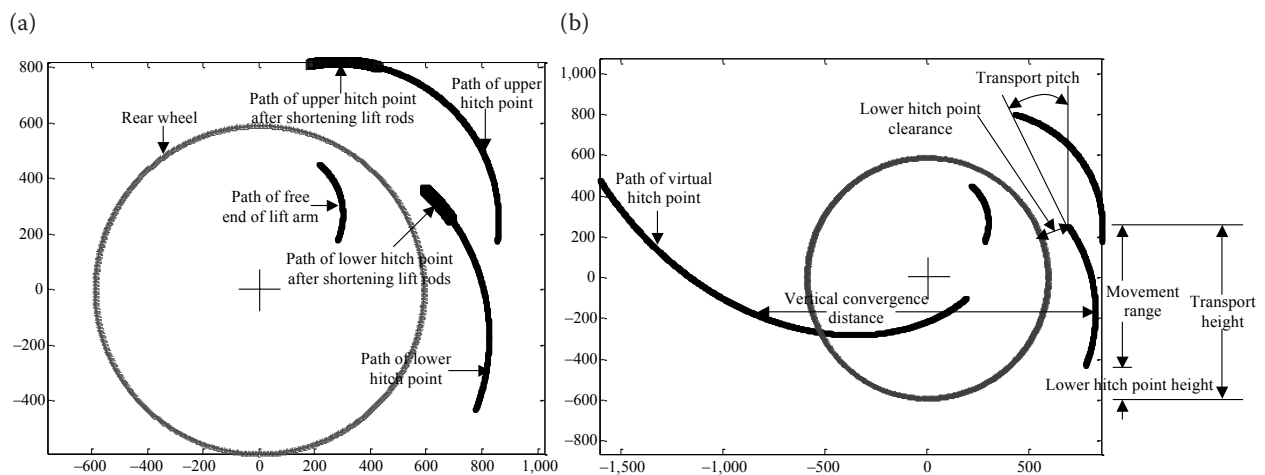 (a)
800
600
400
200
0
–200
–400
–600
–400
–200
0
200
400
600
800
1,000
Rear wheel
Path of upper hitch point
after shortening lift rods
Path of upper
hitch point
Path of free
end of lift arm
Path of lower hitch point
after shortening lift rods
Path of lower
hitch point
(b)
1,000
800
600
400
200
0
–200
–400
–600
–800
–1,500
–1,000
–500
0
500
Transport pitch
Lower hitch point
clearance
Path of virtual
hitch point
Vertical convergence
distance
Movement
range
Transport
height
Lower hitch point height